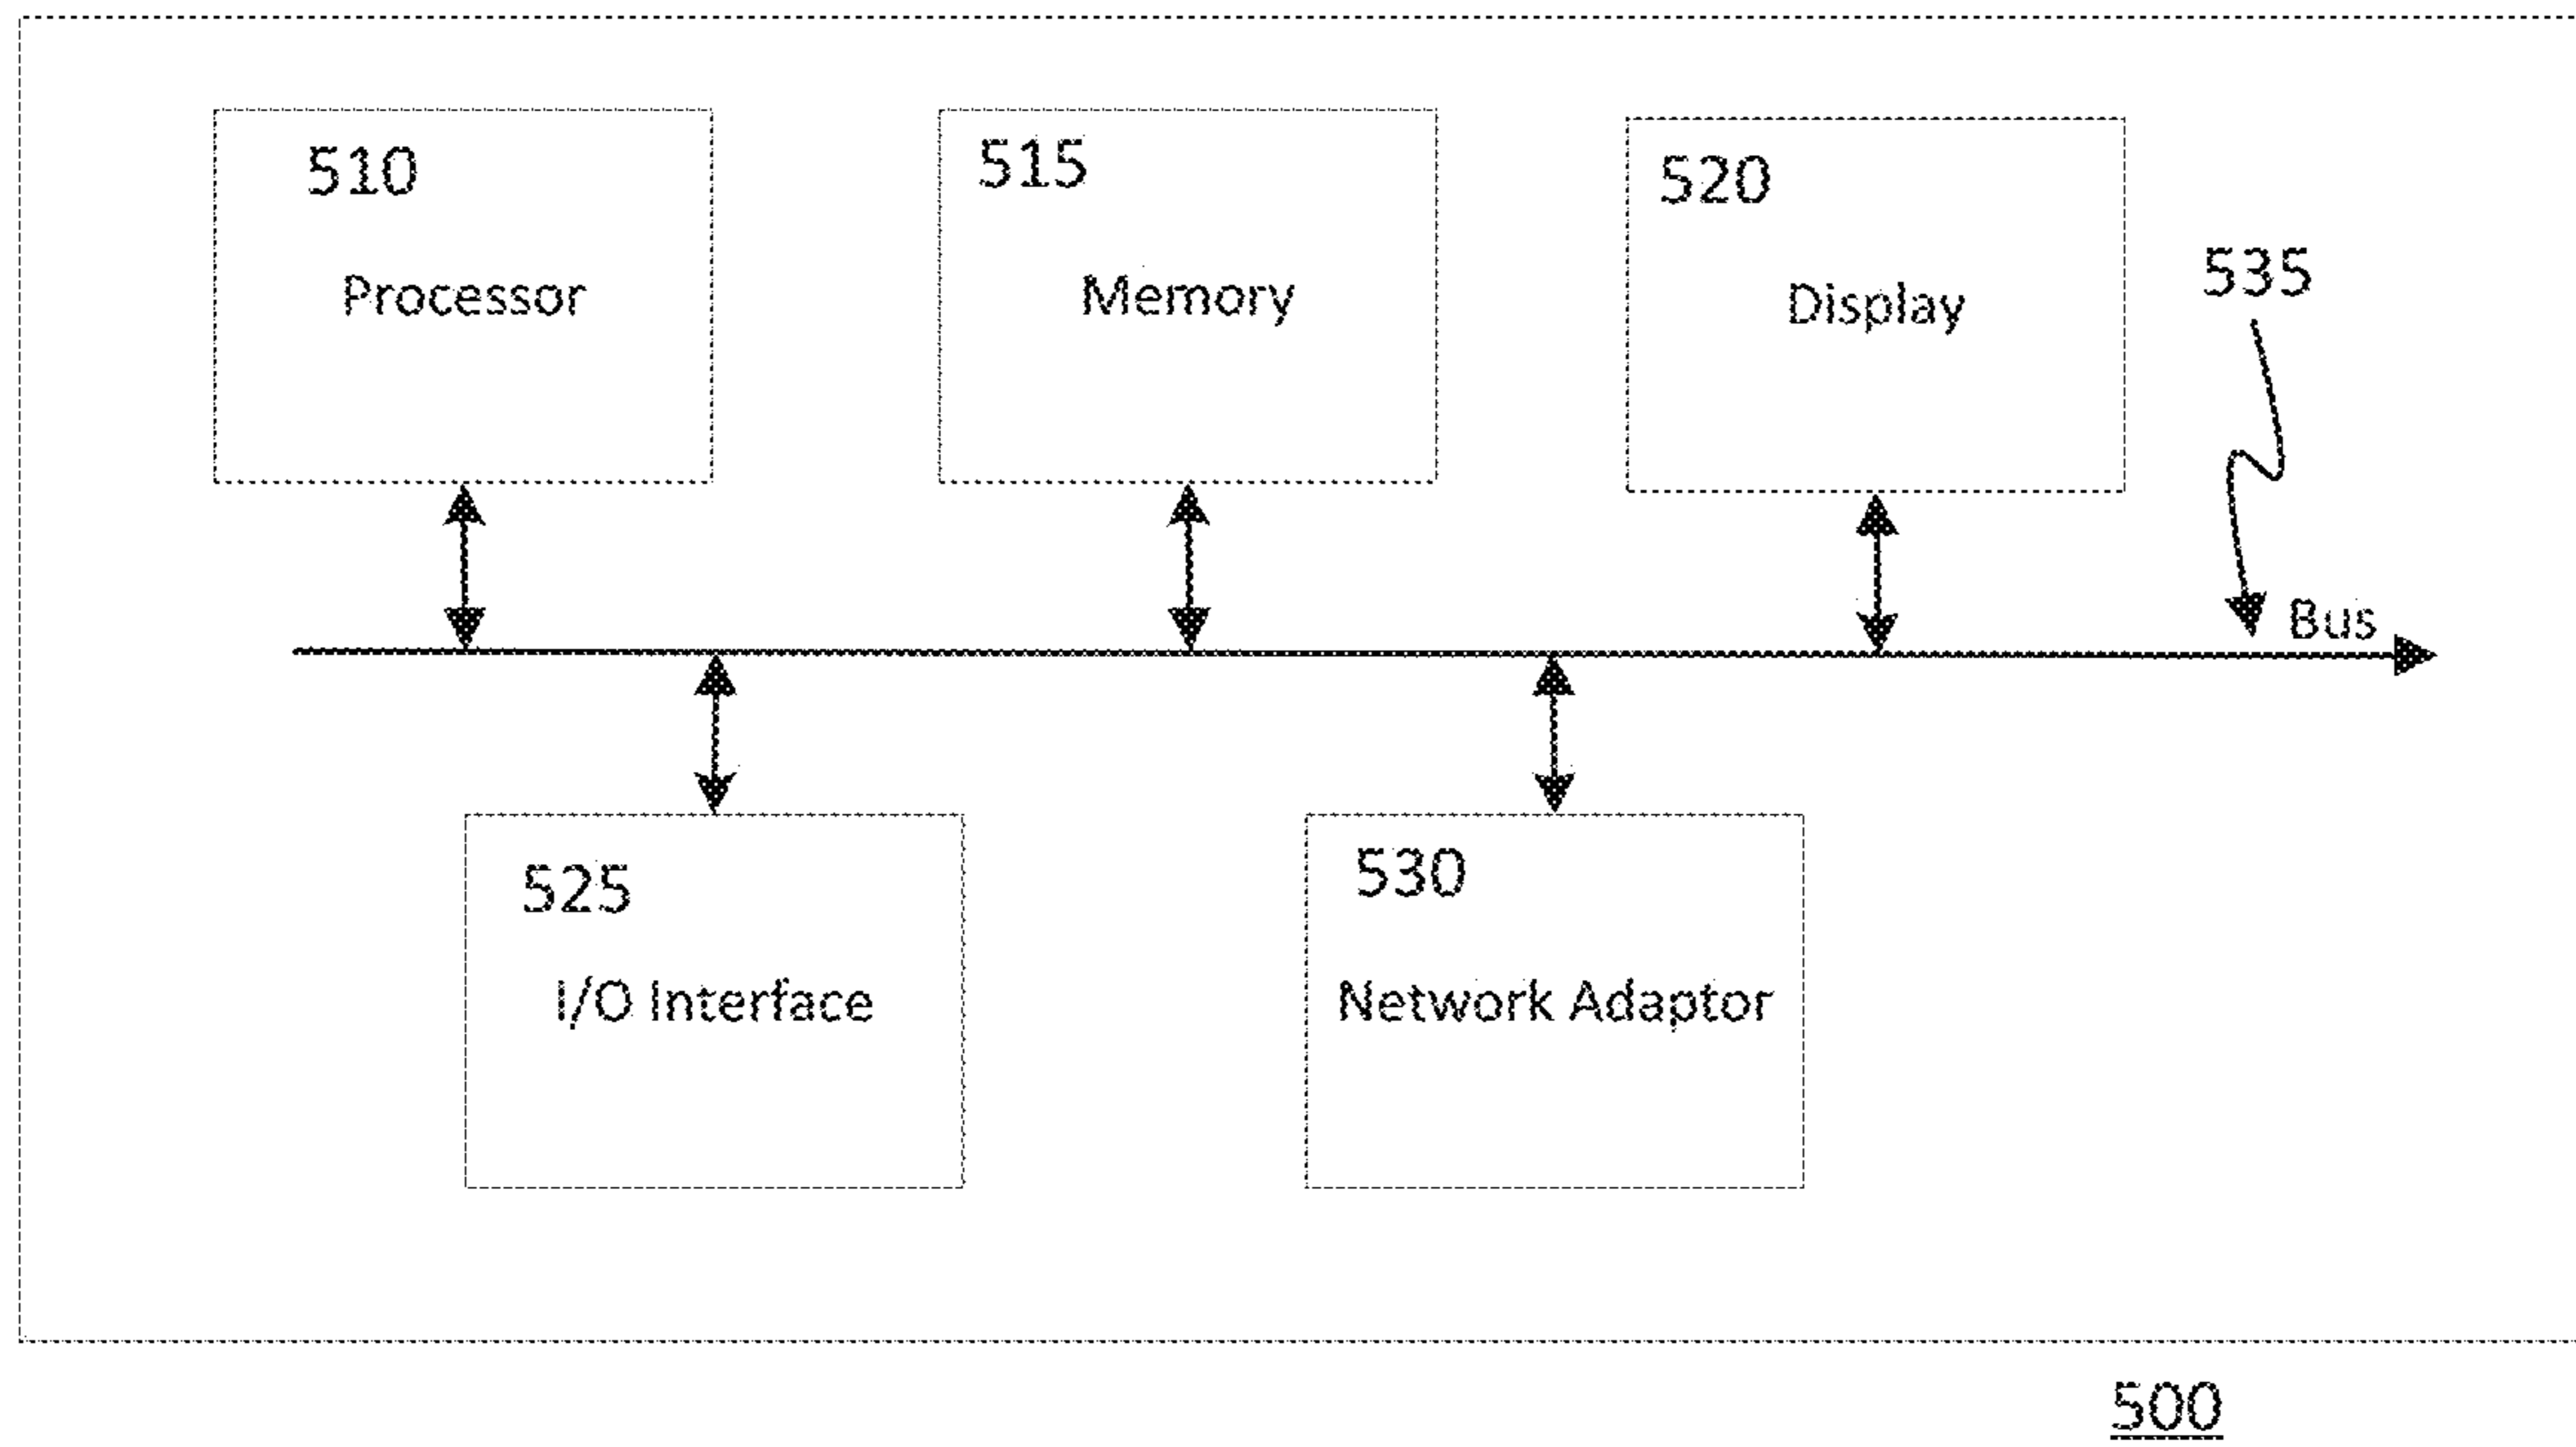 510
Processor
515
Memory
520
Display
535
Bus
525
I/O Interface
530
Network Adaptor
500